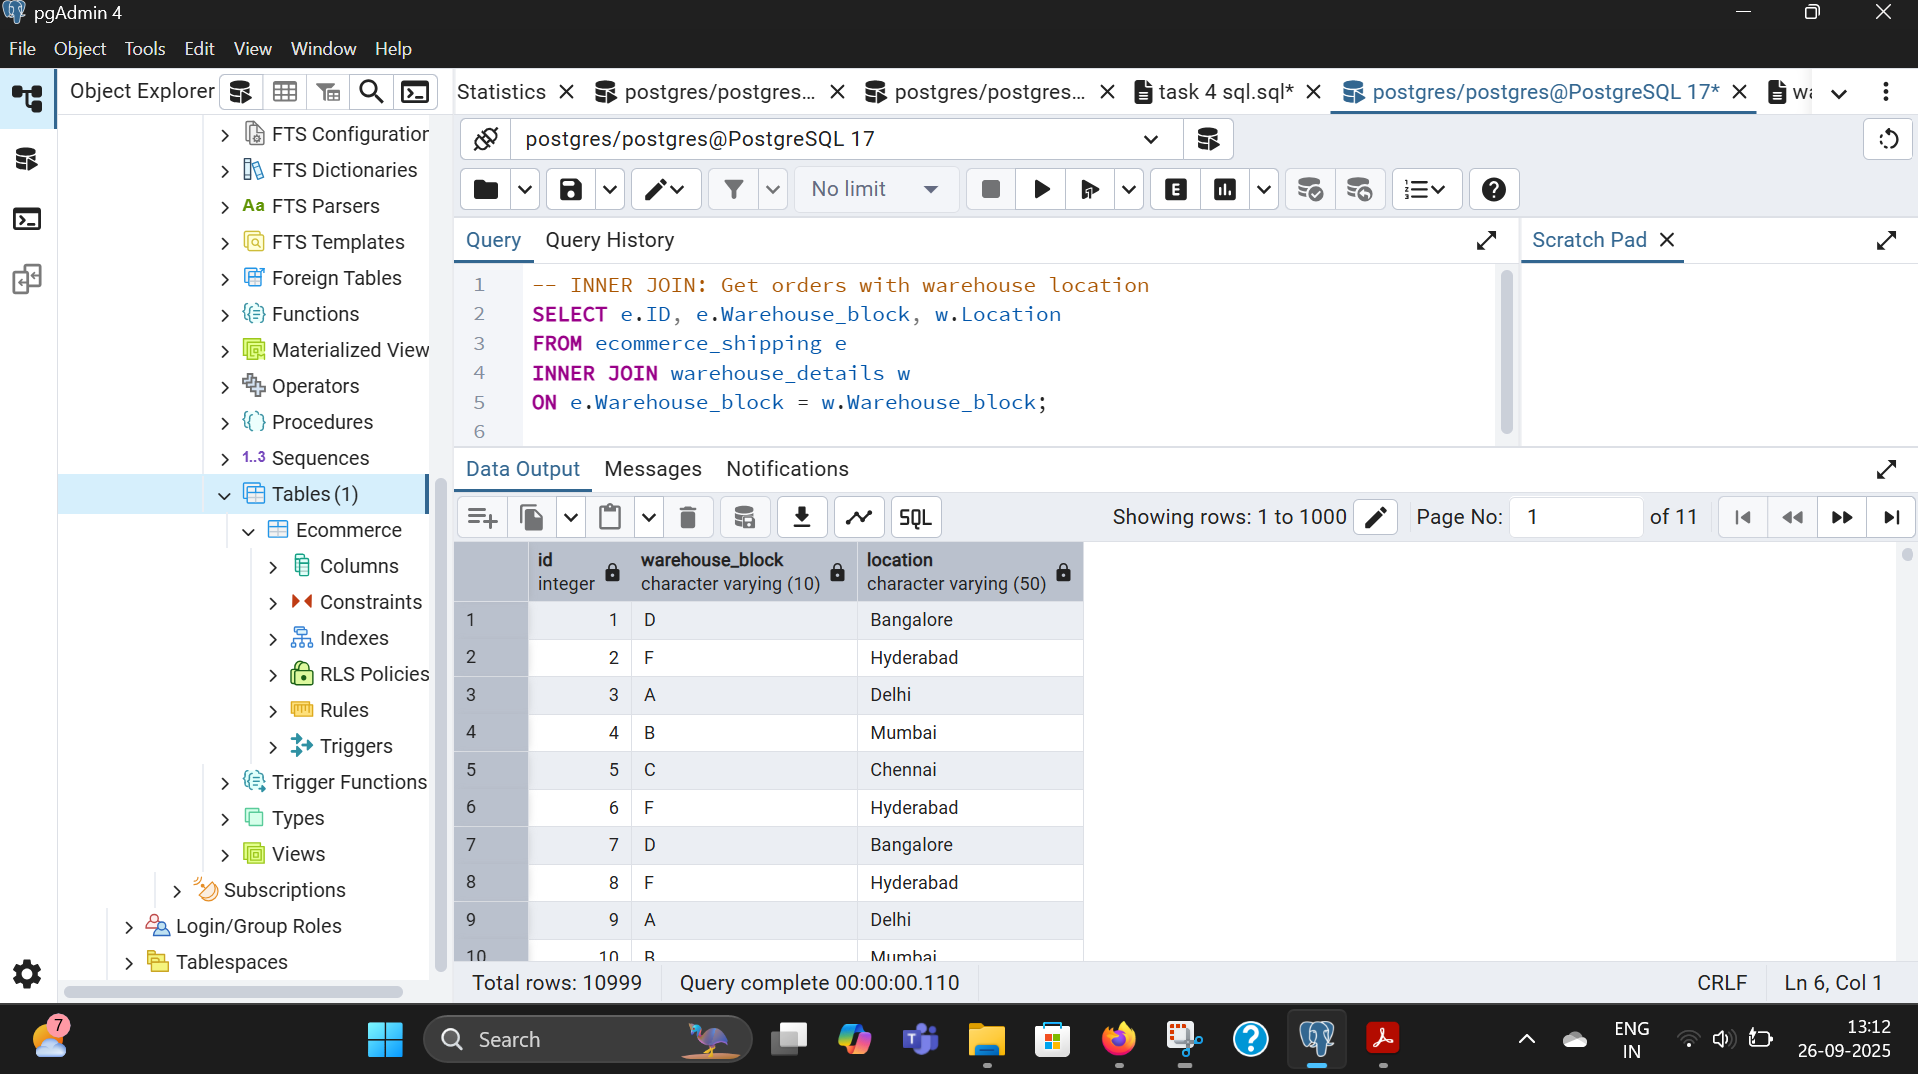 pgAdmin 4
File Object Tools Edit View Window Help
Object Explorer
Statistics postgres/postgres... postgres/postgres... task 4 sql.sql* postgres/postgres@PostgreSQL 17* wa
postgres/postgres@PostgreSQL 17
No limit
E
Query Query History
Scratch Pad
1 -- INNER JOIN: Get orders with warehouse location
2 SELECT e.ID, e.Warehouse_block, w.Location
3 FROM ecommerce_shipping e
4 INNER JOIN warehouse_details w
5 ON e.Warehouse_block = w.Warehouse_block;
6
FTS Configuration
FTS Dictionaries
Aa FTS Parsers
FTS Templates
Foreign Tables
Functions
Materialized View
Operators
Procedures
1..3 Sequences
Tables (1)
Ecommerce
Columns
Constraints
Indexes
RLS Policies
Rules
Triggers
Trigger Functions
Types
Views
Subscriptions
Login/Group Roles
Tablespaces
Data Output Messages Notifications
SQL Showing rows: 1 to 1000 Page No: 1 of 11
id warehouse_block location
integer character varying (10) character varying (50)
1 1 D Bangalore
2 2 F Hyderabad
3 3 A Delhi
4 4 B Mumbai
5 5 C Chennai
6 6 F Hyderabad
7 7 D Bangalore
8 8 F Hyderabad
9 9 A Delhi
10 10 B Mumbai
Total rows: 10999 Query complete 00:00:00.110 CRLF Ln 6, Col 1
7
Search
ENG
IN
13:12
26-09-2025